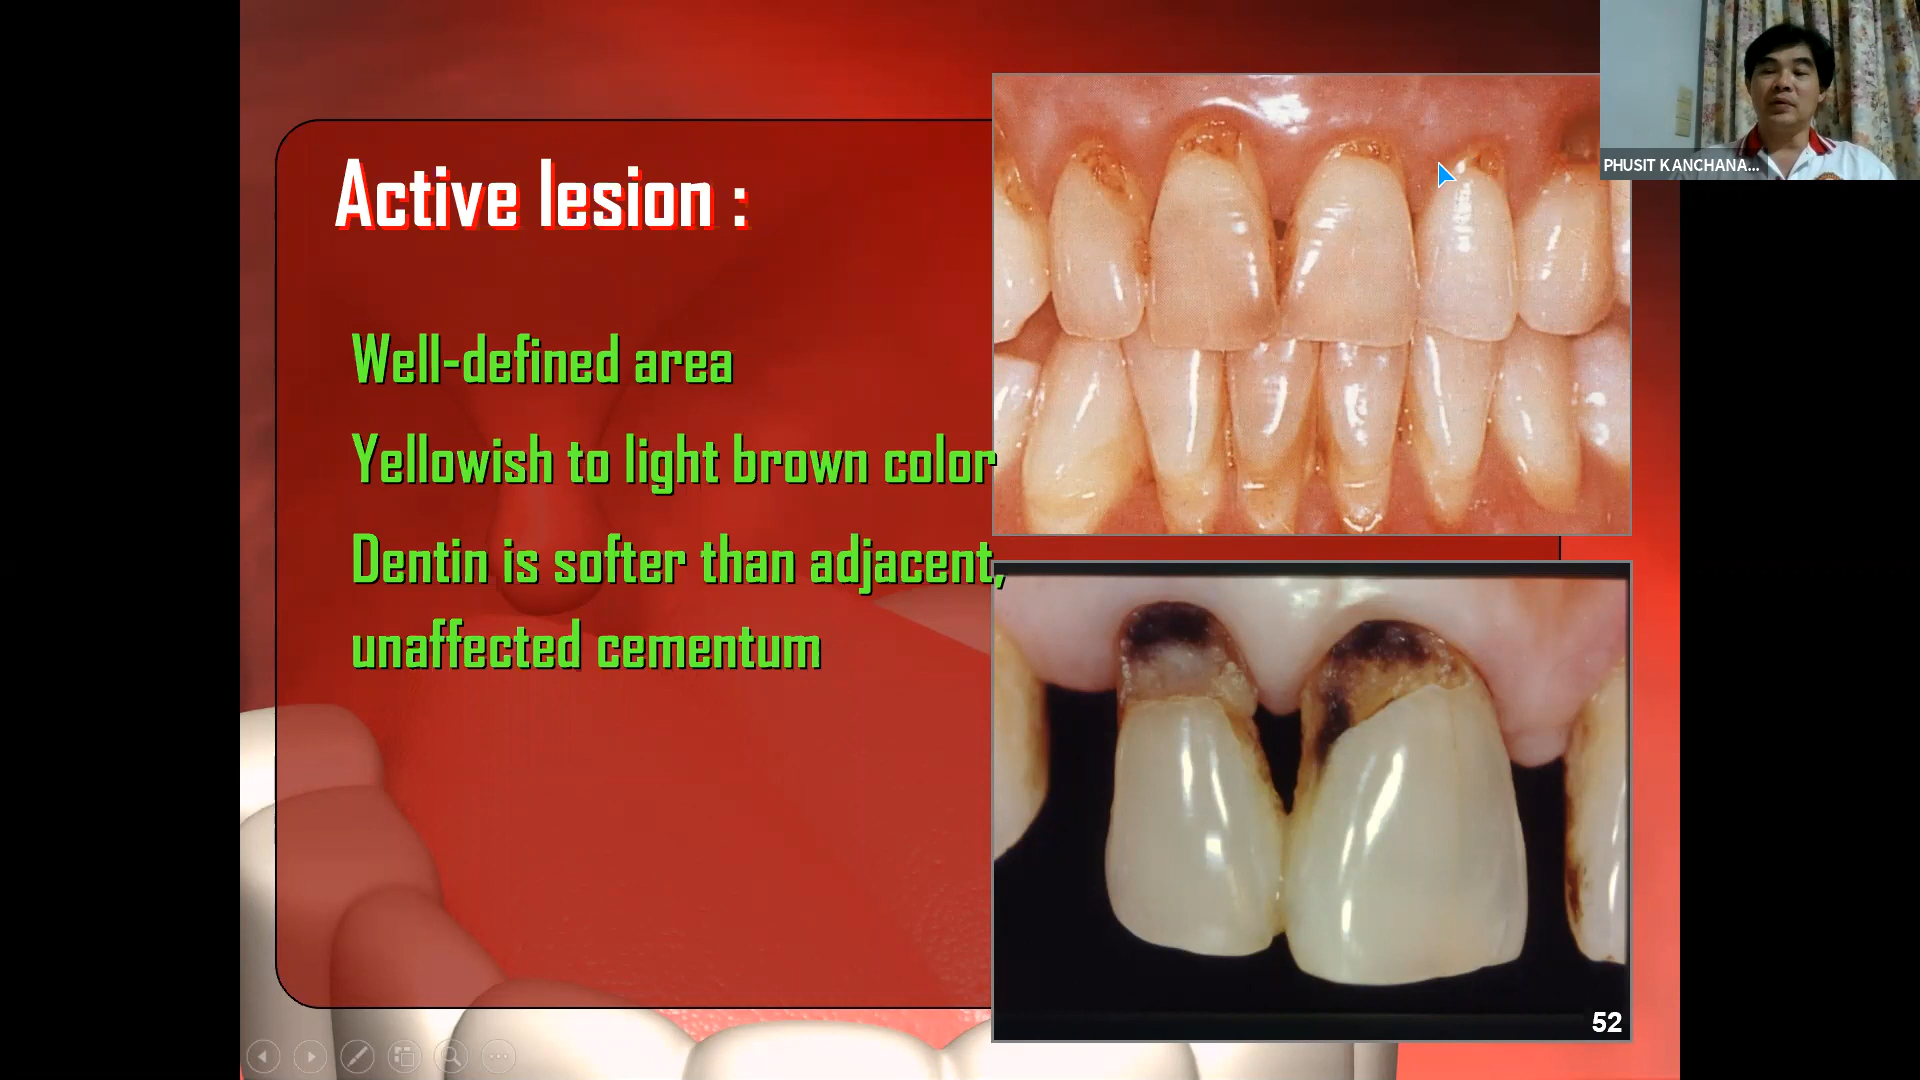 Active lesion :
Well-defined area
Yellowish to light brown color
Dentin is softer than adjacent,
unaffected cementum
PHUSIT KANCHANA...
52